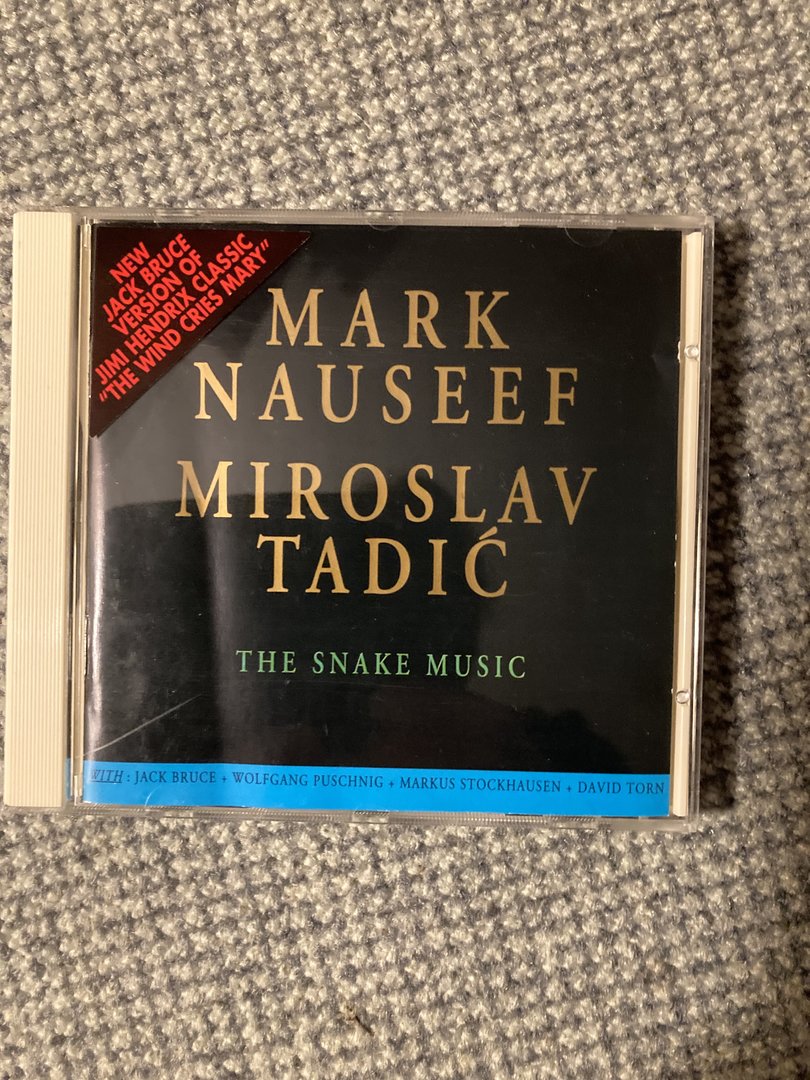 NEW
JACK BRUCE
VERSION OF
JIMI HENDRIX CLASSIC
"THE WIND CRIES MARY"
MARK
NAUSEEF
MIROSLAV
TADIĆ
THE SNAKE MUSIC
WITH : JACK BRUCE + WOLFGANG PUSCHNIG + MARKUS STOCKHAUSEN + DAVID TORN